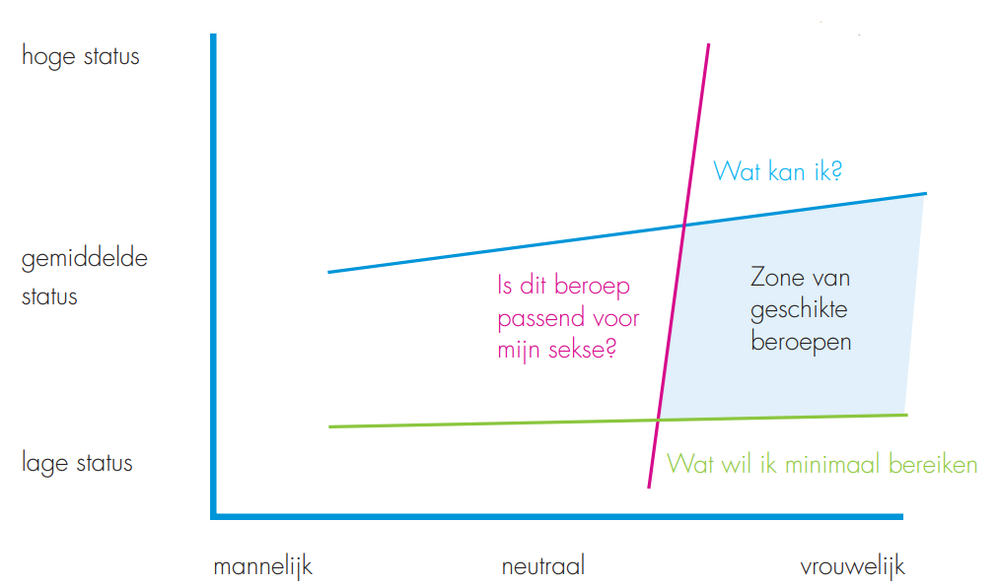 hoge status
Wat kan ik?
gemiddelde
status
Is dit beroep
passend voor
mijn sekse?
Zone van
geschikte
beroepen
lage status
Wat wil ik minimaal bereiken
mannelijk
neutraal
vrouwelijk